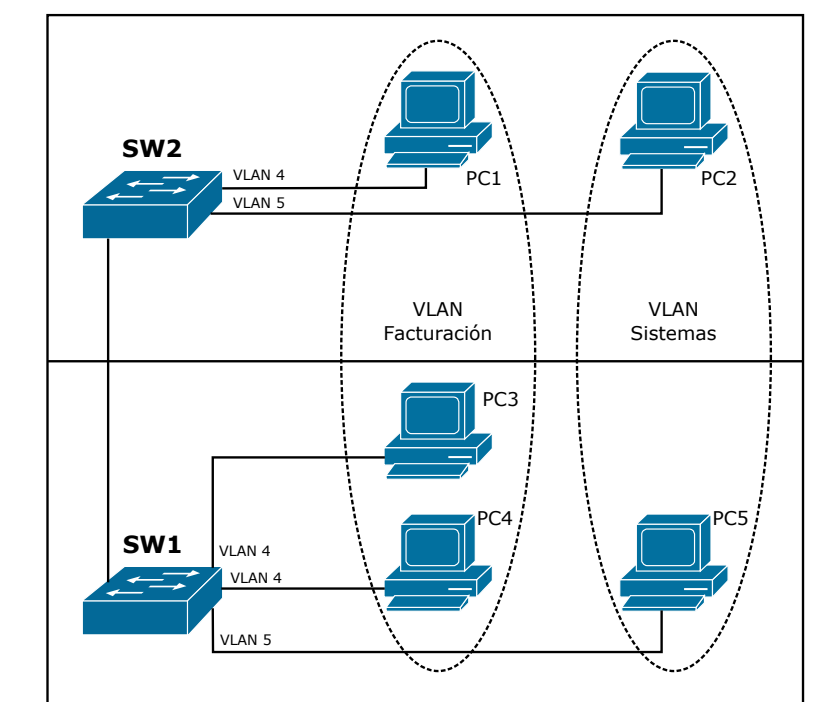 SW2
VLAN 4
PC1
PC2
VLAN 5
VLAN
Facturación
VLAN
Sistemas
PC3
PC4
PC5
SW1
VLAN 4
VLAN 4
VLAN 5